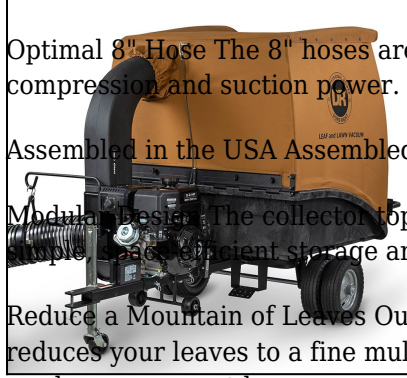 Optimal 8" Hose The 8" hoses are
compression and suction power.
DR
LEAF and LAWN VACUUM
Assembled in the USA Assembled
Modular Design The collector top
simple, space-efficient storage an
Reduce a Mountain of Leaves Ou
reduces your leaves to a fine mul